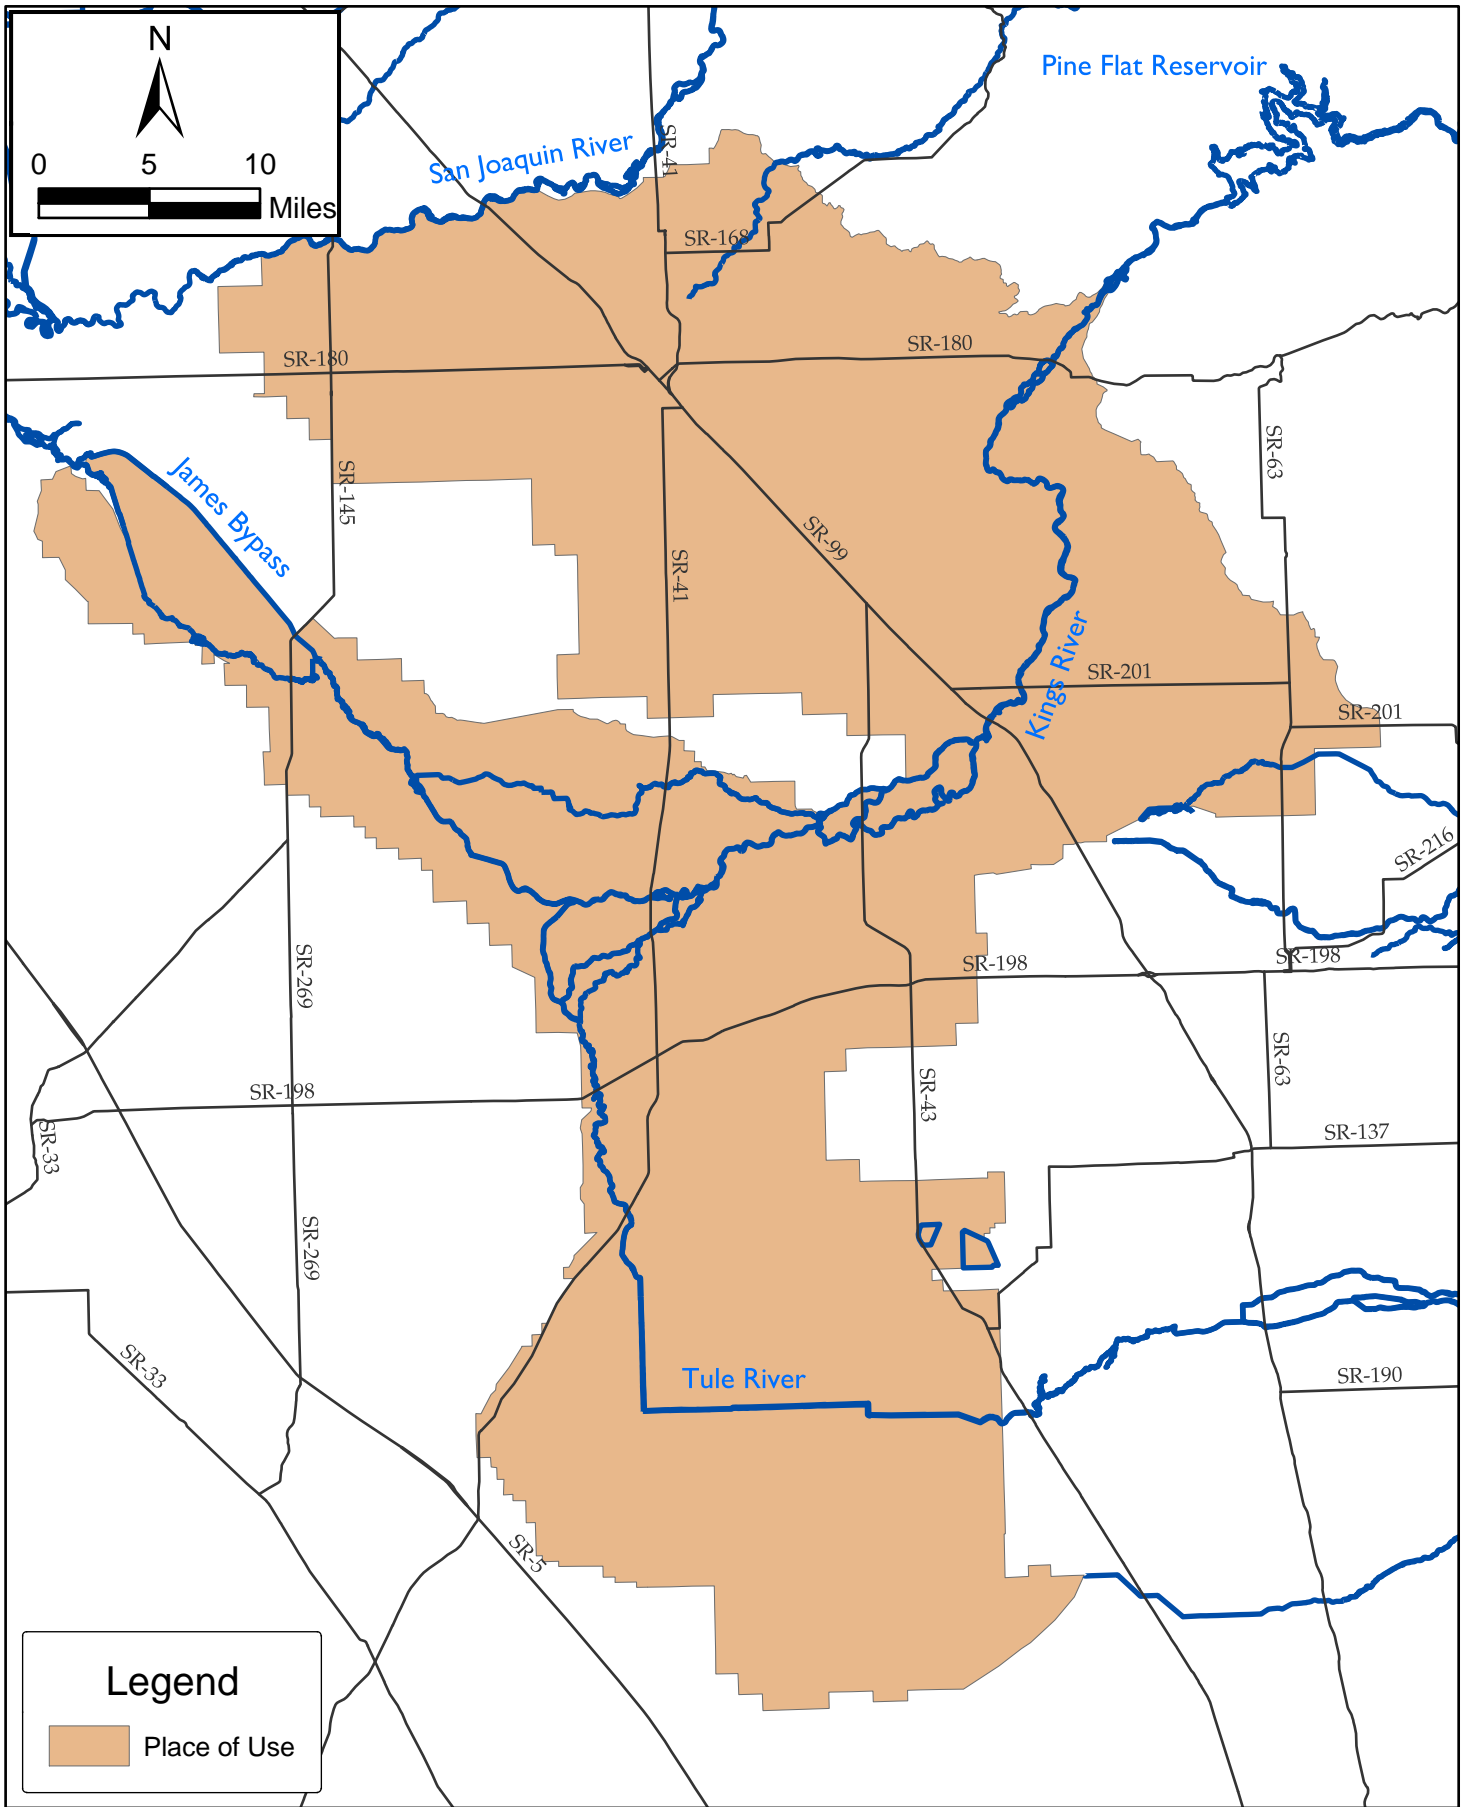 N
0 5 10
Miles
Pine Flat Reservoir
San Joaquin River
SR-41
SR-168
SR-180
SR-180
SR-63
James Bypass
SR-145
SR-99
SR-41
Kings River
SR-201
SR-201
SR-216
SR-198
SR-198
SR-269
SR-43
SR-63
SR-198
SR-33
SR-137
SR-269
SR-33
Tule River
SR-190
SR-5
Legend
Place of Use